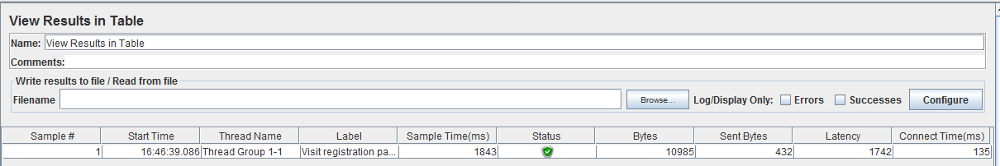 View Results in Table
Name: View Results in Table
Comments:
Write results to file / Read from file
Filename Browse... Log/Display Only: Errors Successes Configure
Sample # Start Time Thread Name Label Sample Time(ms) Status Bytes Sent Bytes Latency Connect Time(ms)
1 16:46:39.086 Thread Group 1-1 Visit registration pa... 1843 10985 432 1742 135